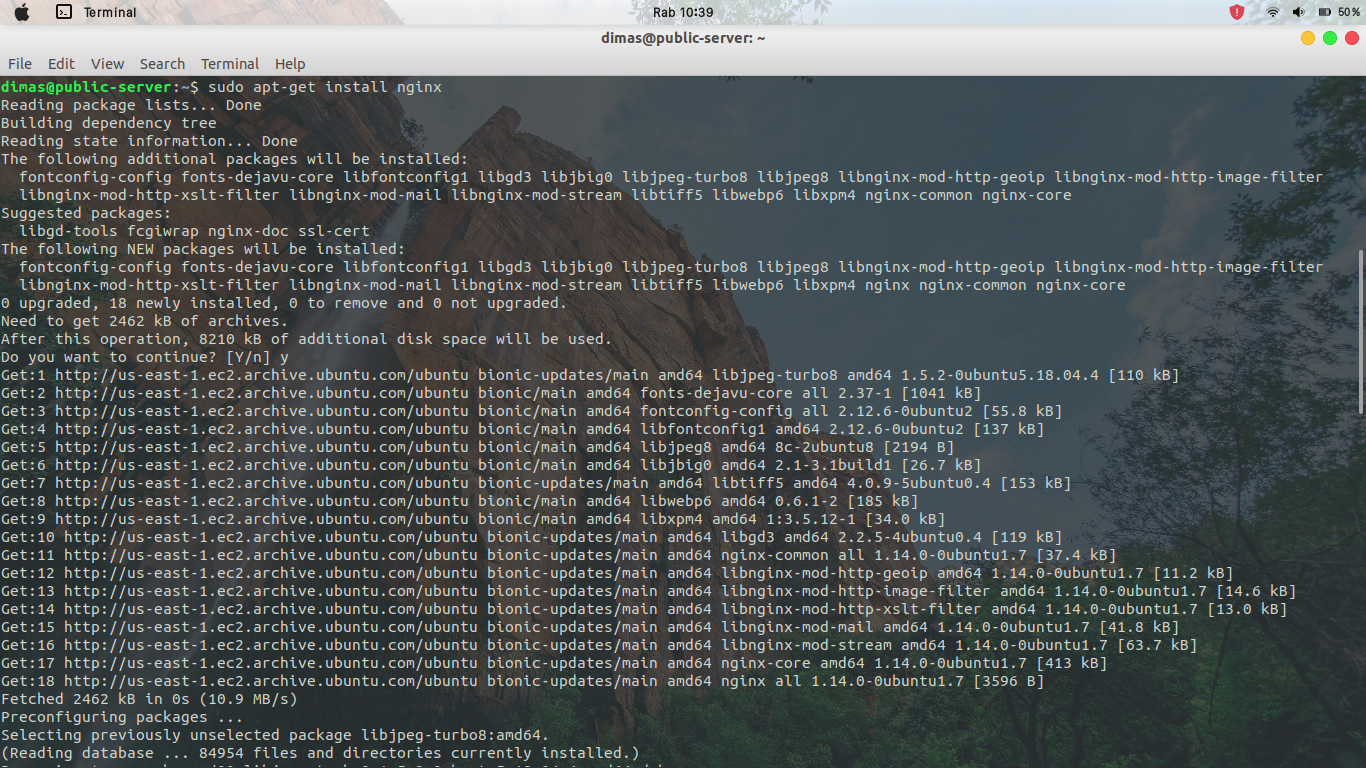 Terminal
Rab 10:39
50%
dimas@public-server: ~
File Edit View Search Terminal Help
dimas@public-server:~$ sudo apt-get install nginx
Reading package lists... Done
Building dependency tree
Reading state information... Done
The following additional packages will be installed:
  fontconfig-config fonts-dejavu-core libfontconfig1 libgd3 libjbig0 libjpeg-turbo8 libjpeg8 libnginx-mod-http-geoip libnginx-mod-http-image-filter
  libnginx-mod-http-xslt-filter libnginx-mod-mail libnginx-mod-stream libtiff5 libwebp6 libxpm4 nginx-common nginx-core
Suggested packages:
  libgd-tools fcgiwrap nginx-doc ssl-cert
The following NEW packages will be installed:
  fontconfig-config fonts-dejavu-core libfontconfig1 libgd3 libjbig0 libjpeg-turbo8 libjpeg8 libnginx-mod-http-geoip libnginx-mod-http-image-filter
  libnginx-mod-http-xslt-filter libnginx-mod-mail libnginx-mod-stream libtiff5 libwebp6 libxpm4 nginx nginx-common nginx-core
0 upgraded, 18 newly installed, 0 to remove and 0 not upgraded.
Need to get 2462 kB of archives.
After this operation, 8210 kB of additional disk space will be used.
Do you want to continue? [Y/n] y
Get:1 http://us-east-1.ec2.archive.ubuntu.com/ubuntu bionic-updates/main amd64 libjpeg-turbo8 amd64 1.5.2-0ubuntu5.18.04.4 [110 kB]
Get:2 http://us-east-1.ec2.archive.ubuntu.com/ubuntu bionic/main amd64 fonts-dejavu-core all 2.37-1 [1041 kB]
Get:3 http://us-east-1.ec2.archive.ubuntu.com/ubuntu bionic/main amd64 fontconfig-config all 2.12.6-0ubuntu2 [55.8 kB]
Get:4 http://us-east-1.ec2.archive.ubuntu.com/ubuntu bionic/main amd64 libfontconfig1 amd64 2.12.6-0ubuntu2 [137 kB]
Get:5 http://us-east-1.ec2.archive.ubuntu.com/ubuntu bionic/main amd64 libjpeg8 amd64 8c-2ubuntu8 [2194 B]
Get:6 http://us-east-1.ec2.archive.ubuntu.com/ubuntu bionic/main amd64 libjbig0 amd64 2.1-3.1build1 [26.7 kB]
Get:7 http://us-east-1.ec2.archive.ubuntu.com/ubuntu bionic-updates/main amd64 libtiff5 amd64 4.0.9-5ubuntu0.4 [153 kB]
Get:8 http://us-east-1.ec2.archive.ubuntu.com/ubuntu bionic/main amd64 libwebp6 amd64 0.6.1-2 [185 kB]
Get:9 http://us-east-1.ec2.archive.ubuntu.com/ubuntu bionic/main amd64 libxpm4 amd64 1:3.5.12-1 [34.0 kB]
Get:10 http://us-east-1.ec2.archive.ubuntu.com/ubuntu bionic-updates/main amd64 libgd3 amd64 2.2.5-4ubuntu0.4 [119 kB]
Get:11 http://us-east-1.ec2.archive.ubuntu.com/ubuntu bionic-updates/main amd64 nginx-common all 1.14.0-0ubuntu1.7 [37.4 kB]
Get:12 http://us-east-1.ec2.archive.ubuntu.com/ubuntu bionic-updates/main amd64 libnginx-mod-http-geoip amd64 1.14.0-0ubuntu1.7 [11.2 kB]
Get:13 http://us-east-1.ec2.archive.ubuntu.com/ubuntu bionic-updates/main amd64 libnginx-mod-http-image-filter amd64 1.14.0-0ubuntu1.7 [14.6 kB]
Get:14 http://us-east-1.ec2.archive.ubuntu.com/ubuntu bionic-updates/main amd64 libnginx-mod-http-xslt-filter amd64 1.14.0-0ubuntu1.7 [13.0 kB]
Get:15 http://us-east-1.ec2.archive.ubuntu.com/ubuntu bionic-updates/main amd64 libnginx-mod-mail amd64 1.14.0-0ubuntu1.7 [41.8 kB]
Get:16 http://us-east-1.ec2.archive.ubuntu.com/ubuntu bionic-updates/main amd64 libnginx-mod-stream amd64 1.14.0-0ubuntu1.7 [63.7 kB]
Get:17 http://us-east-1.ec2.archive.ubuntu.com/ubuntu bionic-updates/main amd64 nginx-core amd64 1.14.0-0ubuntu1.7 [413 kB]
Get:18 http://us-east-1.ec2.archive.ubuntu.com/ubuntu bionic-updates/main amd64 nginx all 1.14.0-0ubuntu1.7 [3596 B]
Fetched 2462 kB in 0s (10.9 MB/s)
Preconfiguring packages ...
Selecting previously unselected package libjpeg-turbo8:amd64.
(Reading database ... 84954 files and directories currently installed.)